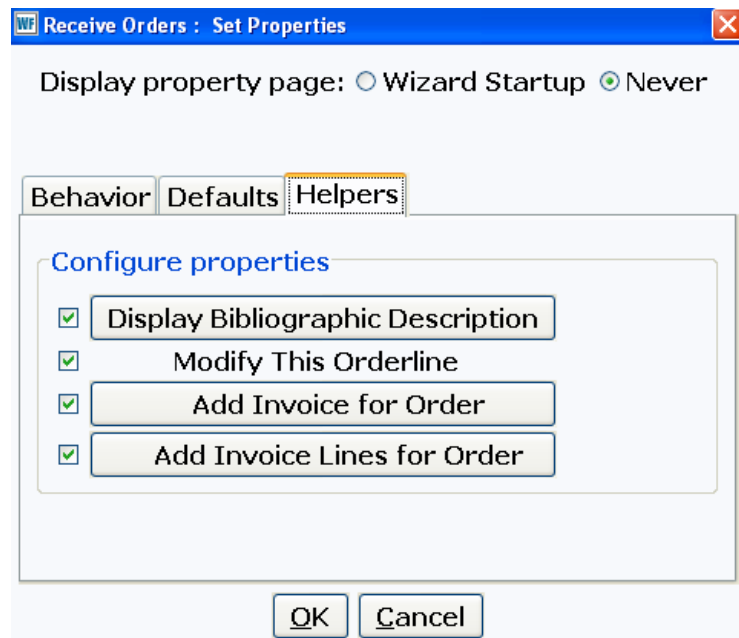 WF Receive Orders : Set Properties
Display property page: Wizard Startup Never
Behavior Defaults Helpers
Configure properties
Display Bibliographic Description
Modify This Orderline
Add Invoice for Order
Add Invoice Lines for Order
OK Cancel